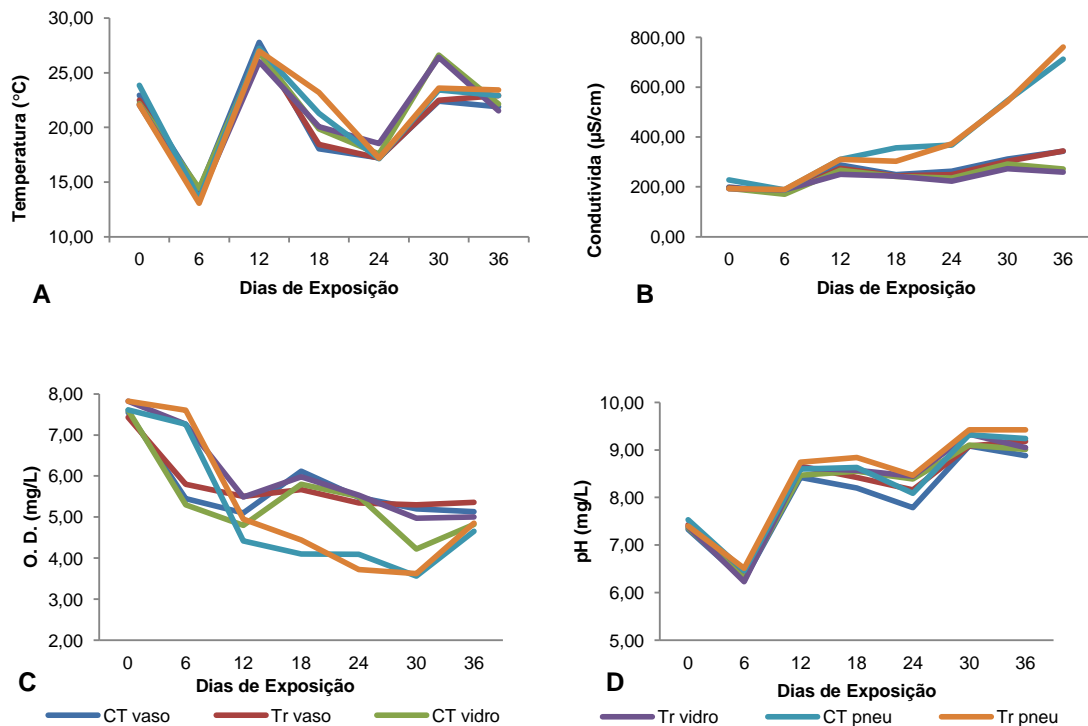 30,00
25,00
20,00
15,00
10,00
Temperatura (°C)
0 6 12 18 24 30 36
Dias de Exposição
A
800,00
600,00
400,00
200,00
0,00
Condutivida (µS/cm)
0 6 12 18 24 30 36
Dias de Exposição
B
8,00
7,00
6,00
5,00
4,00
3,00
2,00
O. D. (mg/L)
0 6 12 18 24 30 36
Dias de Exposição
C
10,00
9,00
8,00
7,00
6,00
5,00
pH (mg/L)
0 6 12 18 24 30 36
Dias de Exposição
D
CT vaso Tr vaso CT vidro Tr vidro CT pneu Tr pneu